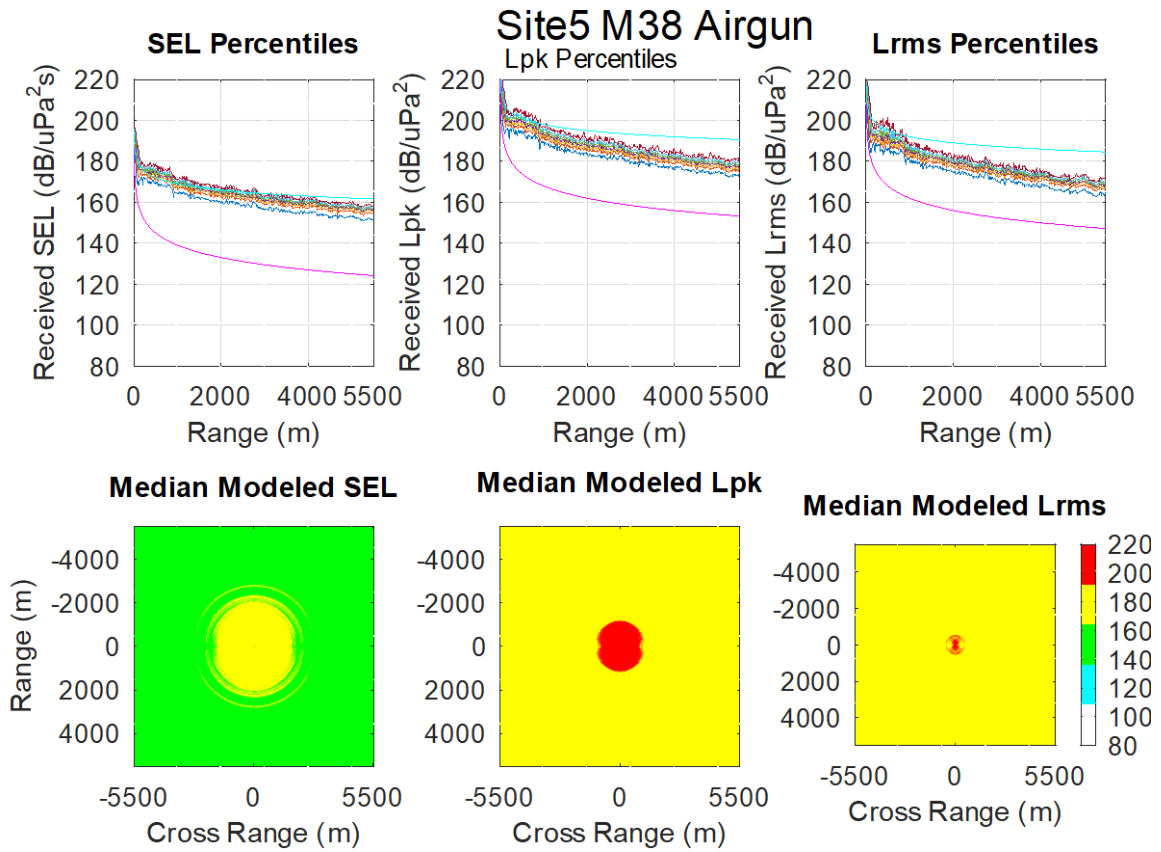 Site5 M38 Airgun
SEL Percentiles
Lpk Percentiles
Lrms Percentiles
Received SEL (dB/uPa²s)
220
200
180
160
140
120
100
80
0 2000 4000 5500
Range (m)
Received Lpk (dB/uPa²)
220
200
180
160
140
120
100
80
0 2000 4000 5500
Range (m)
Received Lrms (dB/uPa²)
220
200
180
160
140
120
100
80
0 2000 4000 5500
Range (m)
Median Modeled SEL
Range (m)
-4000
-2000
0
2000
4000
-5500 0 5500
Cross Range (m)
Median Modeled Lpk
-4000
-2000
0
2000
4000
-5500 0 5500
Cross Range (m)
Median Modeled Lrms
-4000
-2000
0
2000
4000
-5500 0 5500
Cross Range (m)
220
200
180
160
140
120
100
80